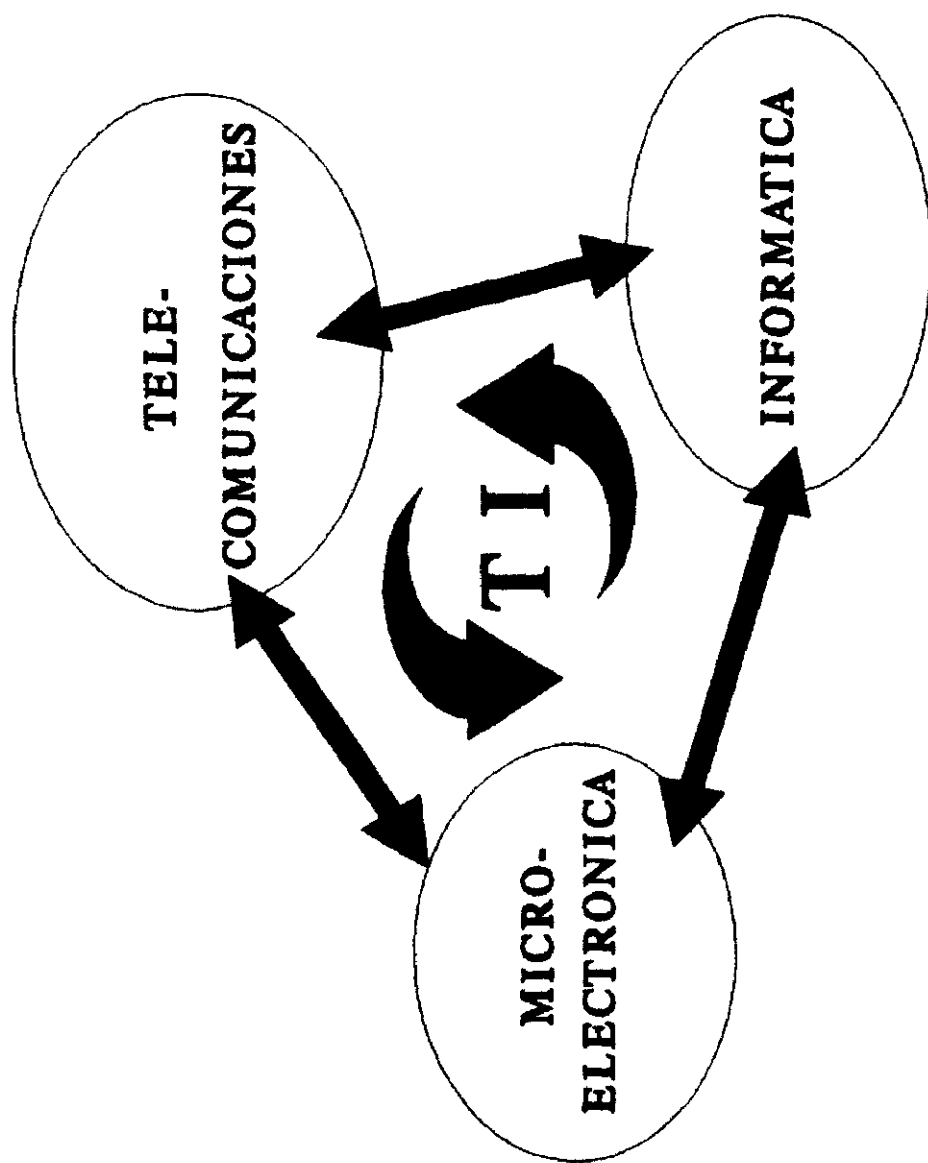 TELE-
COMUNICACIONES
T I
MICRO-
ELECTRONICA
INFORMATICA